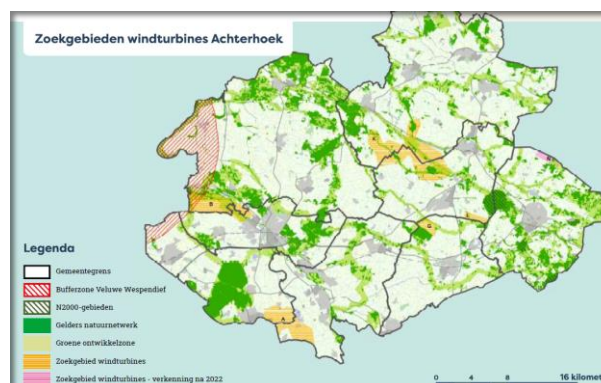 Zoekgebieden windturbines Achterhoek
Legenda
Gemeentegrens
Bufferzone Veluwe Wespendief
N2000-gebieden
Gelders natuurnetwerk
Groene ontwikkelzone
Zoekgebied windturbines
Zoekgebied windturbines - verkenning na 2022
B
A
0 4 8 16 kilomet